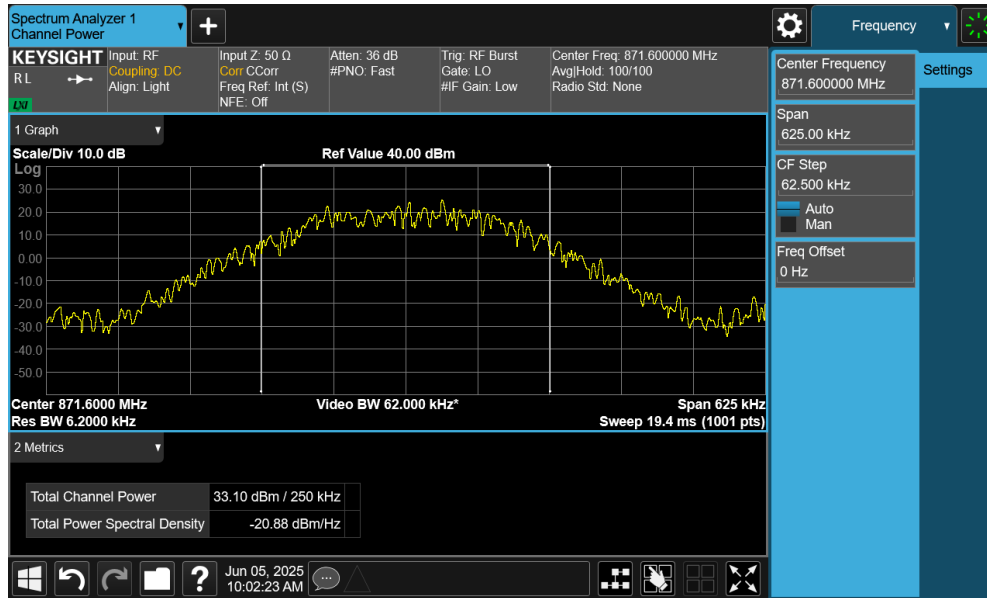 Spectrum Analyzer 1
Channel Power
+
Frequency
KEYSIGHT
R L
LXI
Input: RF
Coupling: DC
Align: Light
Input Z: 50 Ω
Corr CCorr
Freq Ref: Int (S)
NFE: Off
Atten: 36 dB
#PNO: Fast
Trig: RF Burst
Gate: LO
#IF Gain: Low
Center Freq: 871.600000 MHz
Avg|Hold: 100/100
Radio Std: None
Center Frequency
871.600000 MHz
Settings
Span
625.00 kHz
CF Step
62.500 kHz
Auto
Man
Freq Offset
0 Hz
1 Graph
Scale/Div 10.0 dB
Ref Value 40.00 dBm
Log
30.0
20.0
10.0
0.00
-10.0
-20.0
-30.0
-40.0
-50.0
Center 871.6000 MHz
Video BW 62.000 kHz*
Span 625 kHz
Res BW 6.2000 kHz
Sweep 19.4 ms (1001 pts)
2 Metrics
Total Channel Power 33.10 dBm / 250 kHz
Total Power Spectral Density -20.88 dBm/Hz
?
Jun 05, 2025
10:02:23 AM